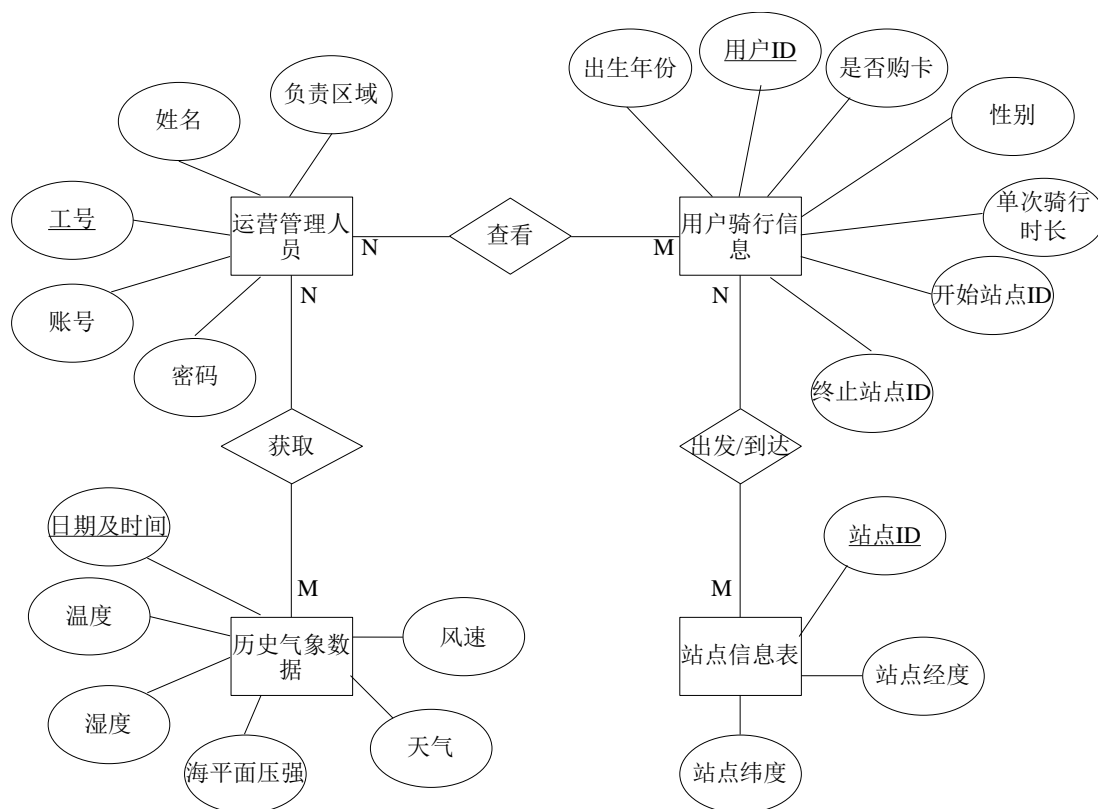 用户ID
出生年份
是否购卡
负责区域
姓名
性别
工号
运营管理人
员
查看
用户骑行信
息
单次骑行
时长
N
M
N
N
开始站点ID
账号
密码
终止站点ID
获取
出发/到达
日期及时间
站点ID
M
M
温度
历史气象数
据
风速
站点信息表
站点经度
湿度
天气
海平面压强
站点纬度